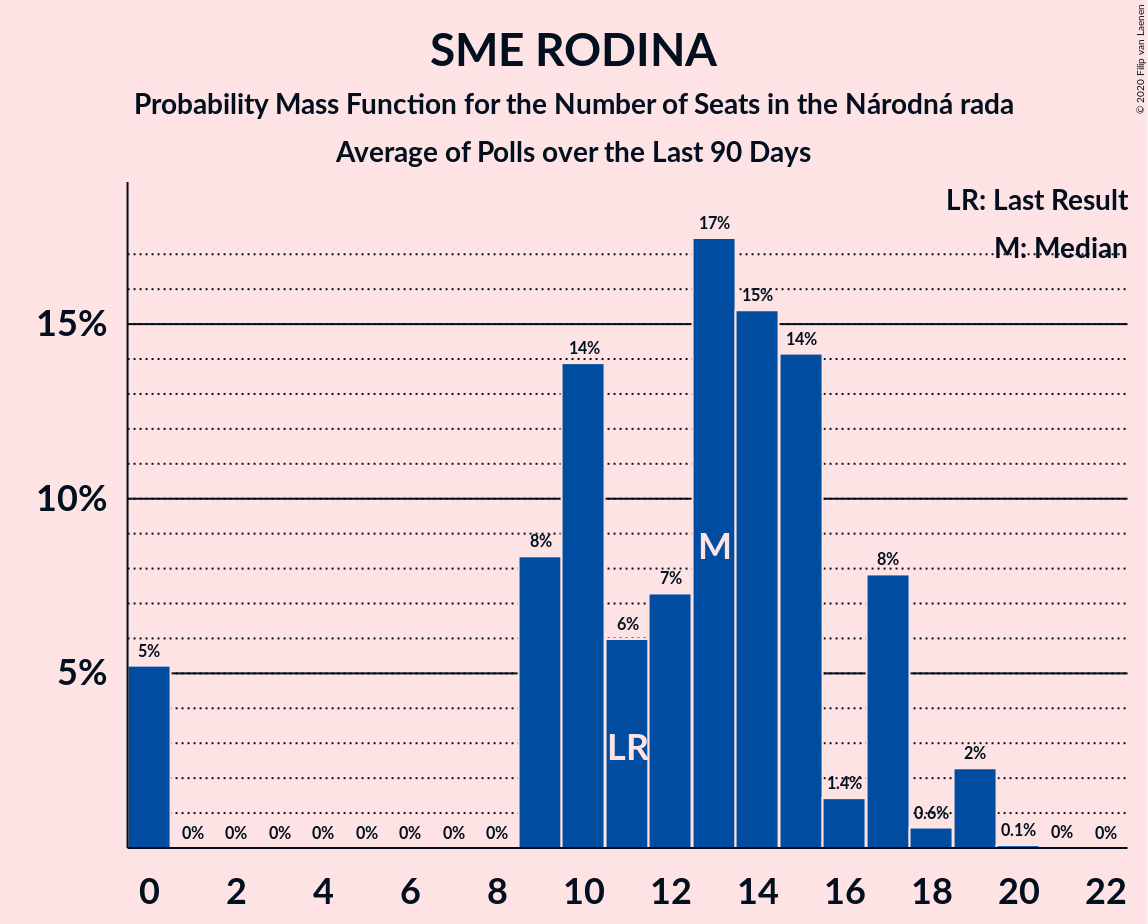 SME RODINA
Probability Mass Function for the Number of Seats in the Národná rada
Average of Polls over the Last 90 Days
© 2020 Filip van Laenen
LR: Last Result
M: Median
15%
10%
5%
5%
0%
0%
0%
0%
0%
0%
0%
0%
8%
14%
6%
7%
17%
15%
14%
1.4%
8%
0.6%
2%
0.1%
0%
0%
LR
M
0 2 4 6 8 10 12 14 16 18 20 22